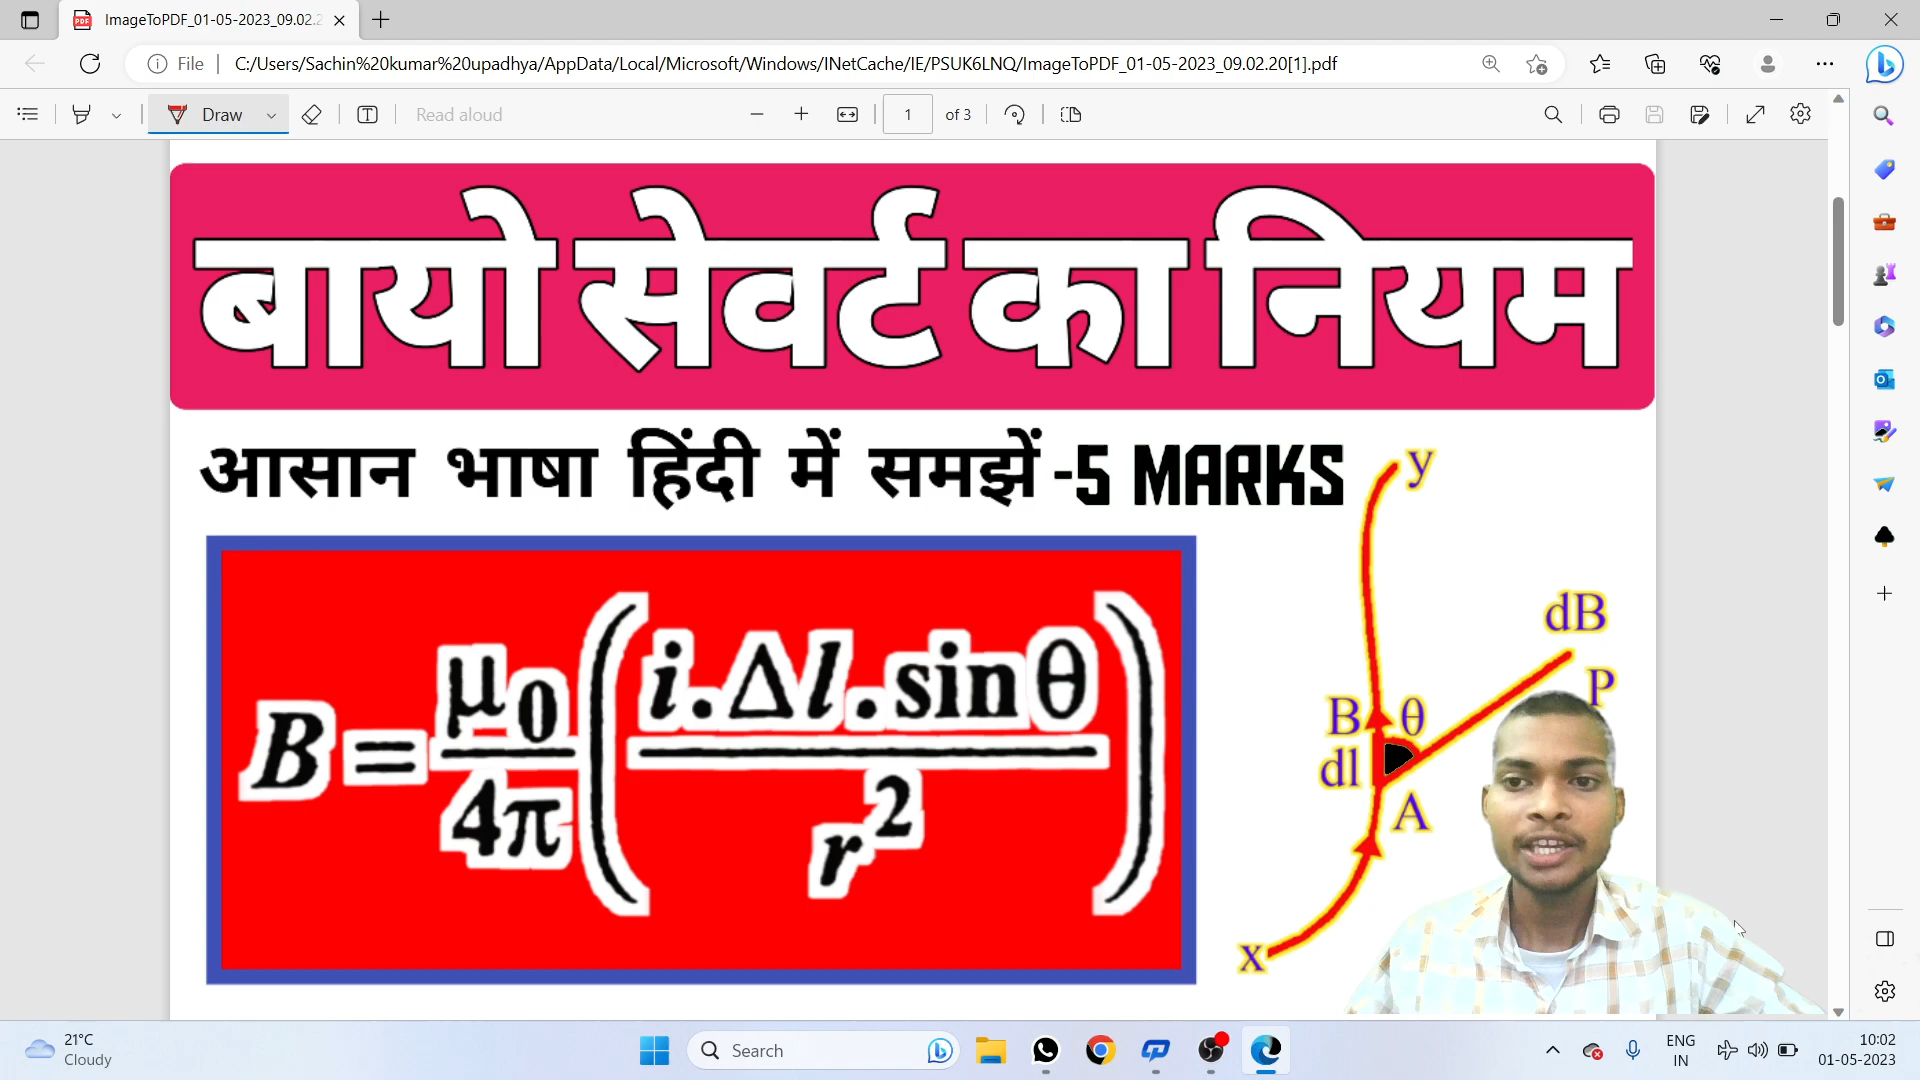 ImageToPDF_01-05-2023_09.02.2
File
C:/Users/Sachin%20kumar%20upadhya/AppData/Local/Microsoft/Windows/INetCache/IE/PSUK6LNQ/ImageToPDF_01-05-2023_09.02.20[1].pdf
Draw
Read aloud
1 of 3
बायो सेवर्ट का नियम
आसान भाषा हिंदी में समझें -5 MARKS
B = μ0/4π (i.Δl.sinθ / r²)
y
dB
P
B θ
dl
A
x
21°C
Cloudy
Search
ENG
IN
10:02
01-05-2023